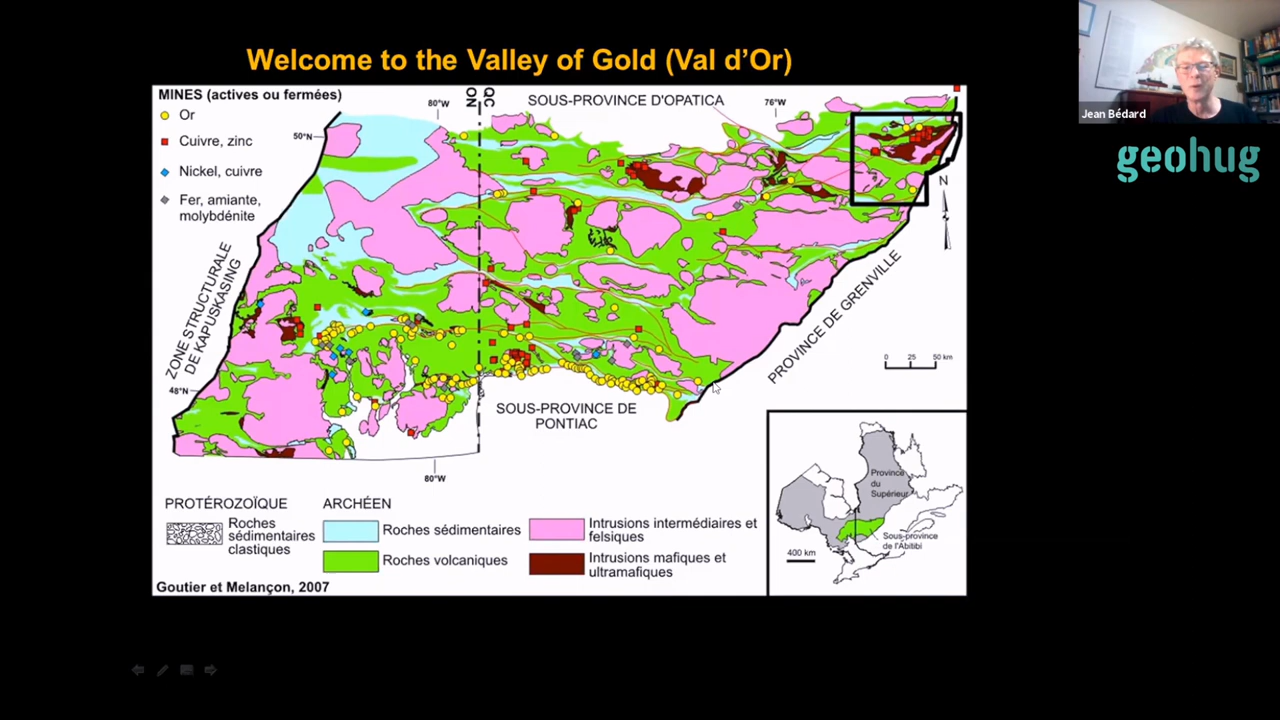 Welcome to the Valley of Gold (Val d'Or)
Jean Bédard
geohug
MINES (actives ou fermées)
Or
Cuivre, zinc
Nickel, cuivre
Fer, amiante,
molybdénite
80°W
ON
QC
SOUS-PROVINCE D'OPATICA
76°W
50°N
N
ZONE STRUCTURALE
DE KAPUSKASING
48°N
PROVINCE DE GRENVILLE
0 25 50 km
SOUS-PROVINCE DE
PONTIAC
80°W
PROTÉROZOÏQUE
Roches
sédimentaires
clastiques
ARCHÉEN
Roches sédimentaires
Roches volcaniques
Intrusions intermédiaires et
felsiques
Intrusions mafiques et
ultramafiques
Goutier et Melançon, 2007
Province
du
Supérieur
Sous-province
de l'Abitibi
400 km